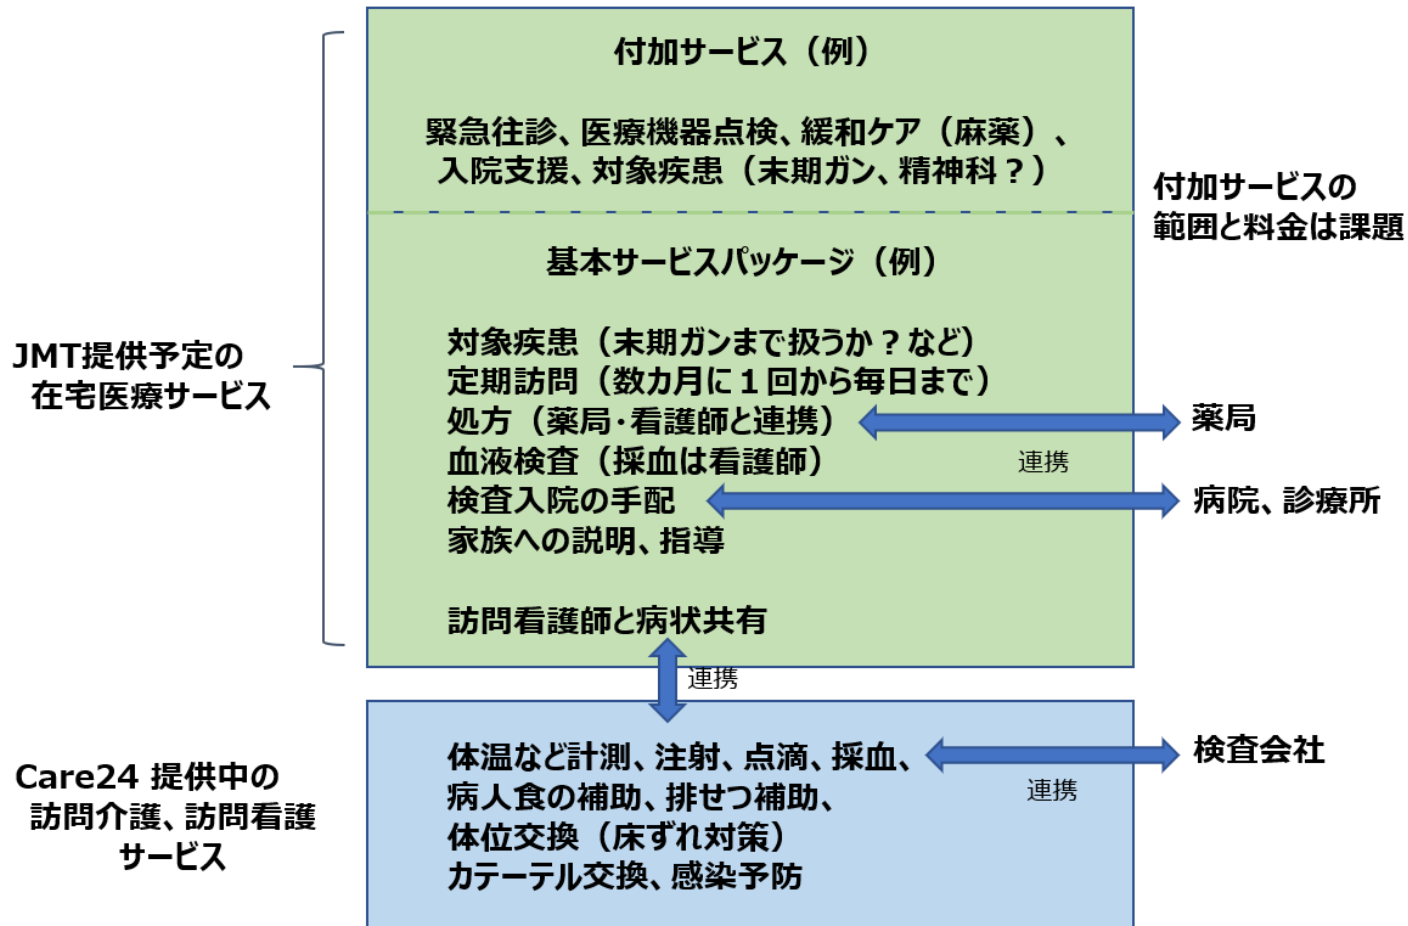 付加サービス（例）
緊急往診、医療機器点検、緩和ケア（麻薬）、
入院支援、対象疾患（末期ガン、精神科？）
付加サービスの
範囲と料金は課題
基本サービスパッケージ（例）
JMT提供予定の
在宅医療サービス
対象疾患（末期ガンまで扱うか？など）
定期訪問（数カ月に１回から毎日まで）
処方（薬局・看護師と連携）
薬局
血液検査（採血は看護師）
連携
検査入院の手配
病院、診療所
家族への説明、指導
訪問看護師と病状共有
連携
Care24 提供中の
訪問介護、訪問看護
サービス
体温など計測、注射、点滴、採血、
検査会社
病人食の補助、排せつ補助、
連携
体位交換（床ずれ対策）
カテーテル交換、感染予防